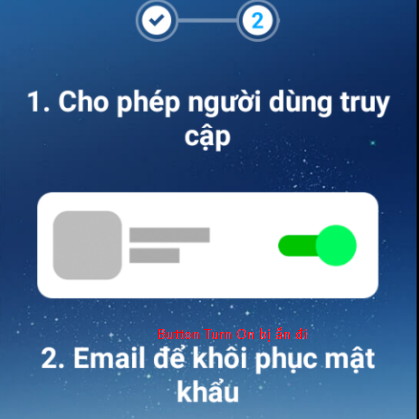 2
1. Cho phép người dùng truy
cập
Button Turn On bị ẩn đi
2. Email để khôi phục mật
khẩu